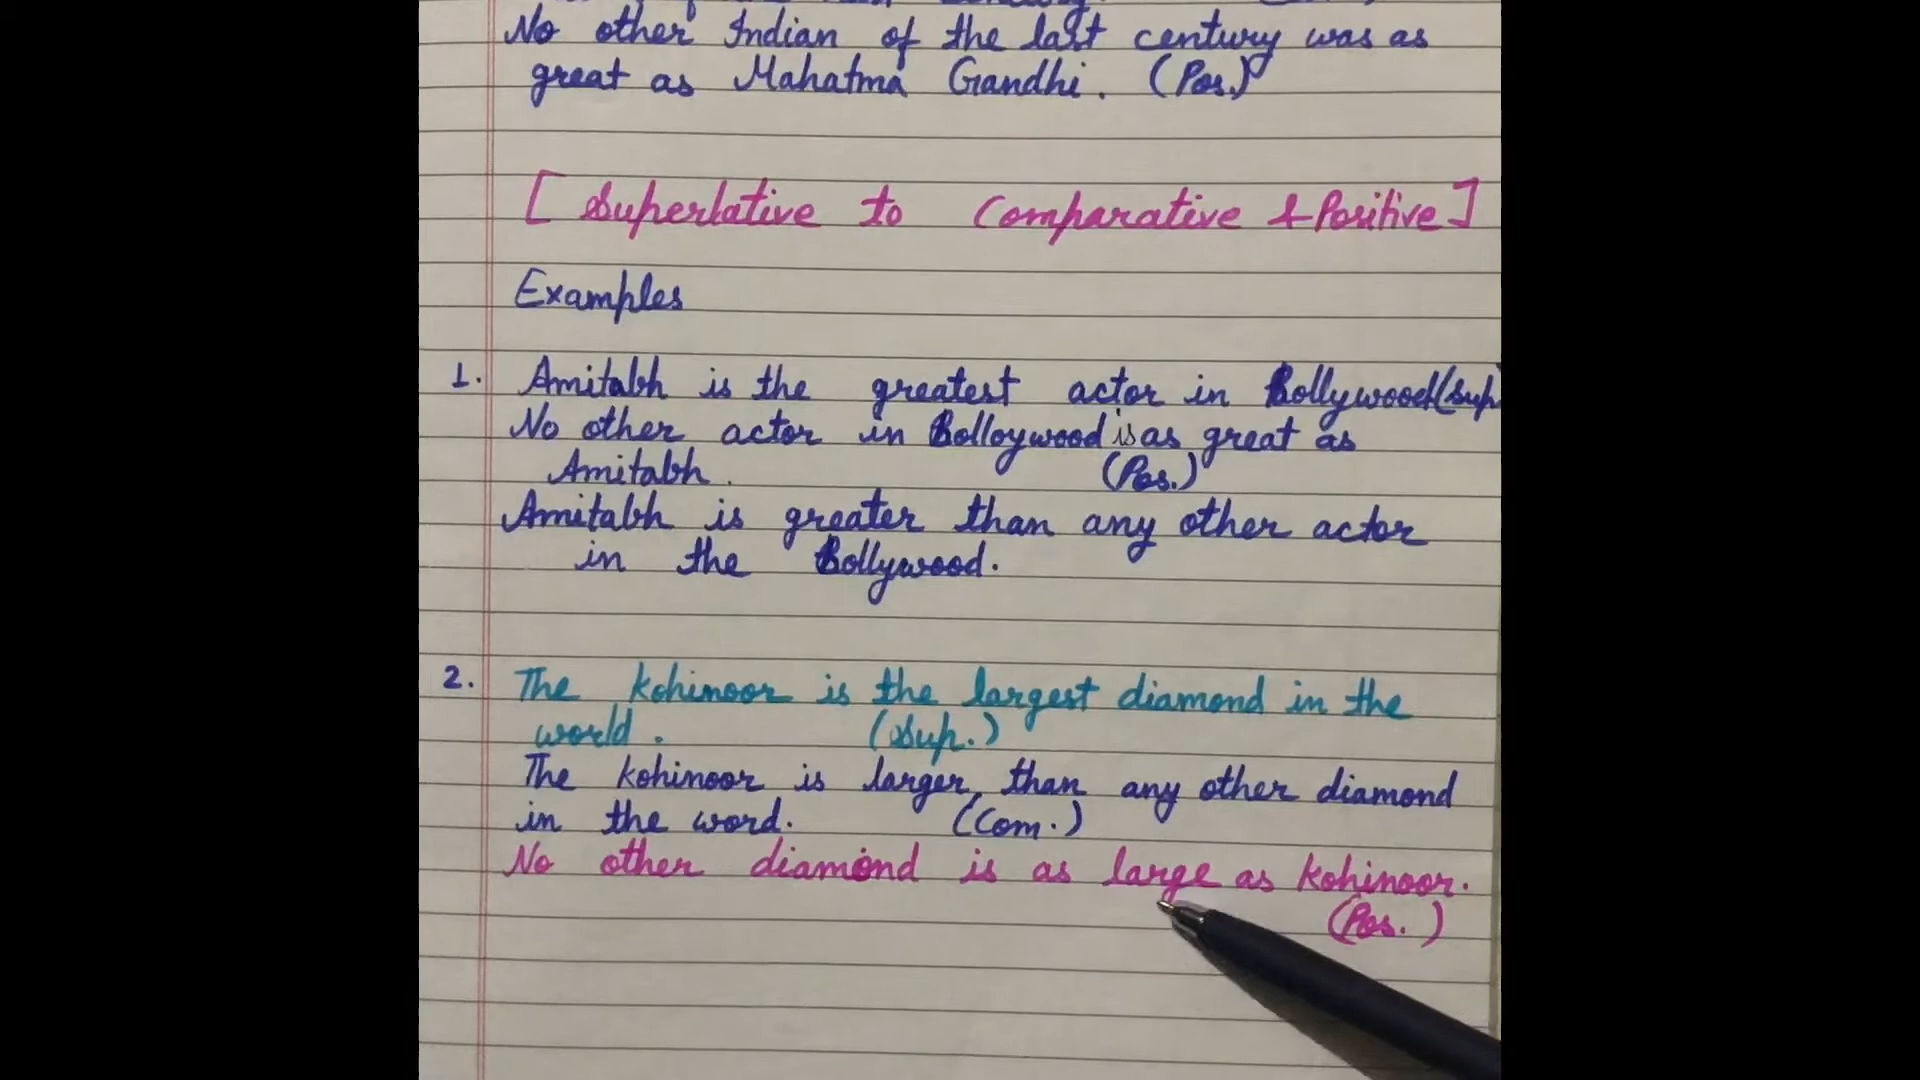 No other Indian of the last century was as
great as Mahatma Gandhi. (Pos.)
[Superlative to Comparative & Positive]
Examples
1. Amitabh is the greatest actor in Bollywood (Sup
No other actor in Bolloywood is as great as
Amitabh. (Pos.)
Amitabh is greater than any other actor
in the Bollywood.
2. The Kohinoor is the largest diamond in the
world. (Sup.)
The Kohinoor is larger than any other diamond
in the word. (Com.)
No other diamond is as large as Kohinoor.
(Pos.)